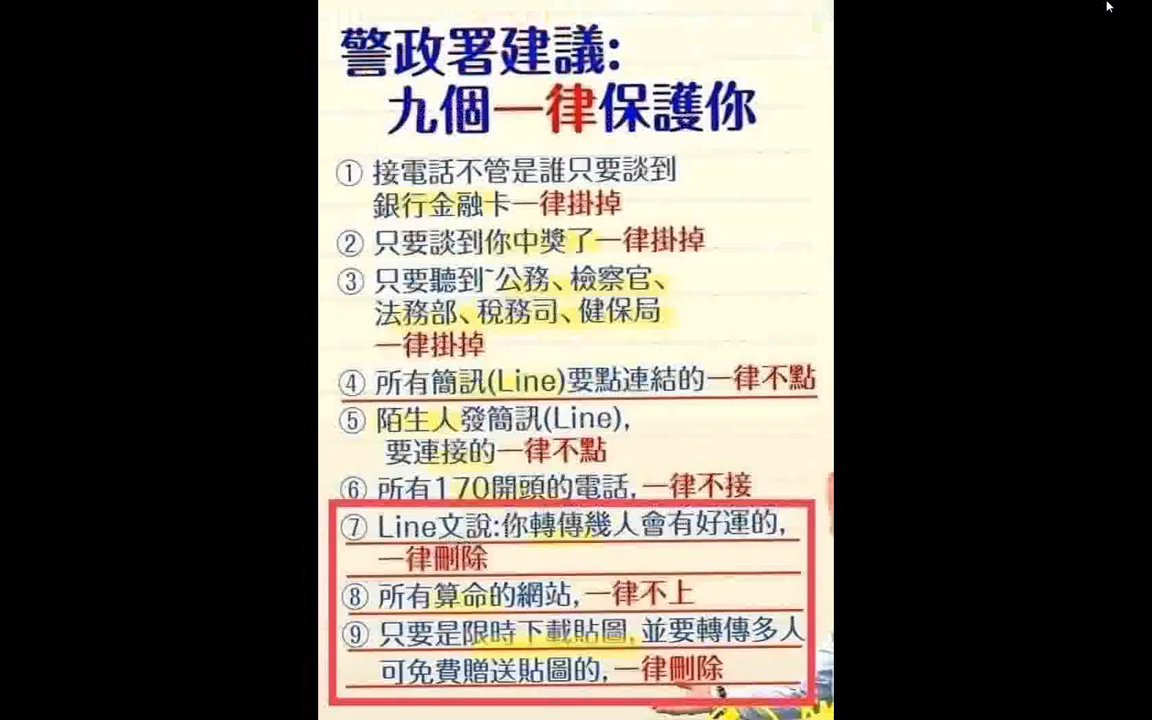 警政署建議:
九個一律保護你
① 接電話不管是誰只要談到
銀行金融卡一律掛掉
② 只要談到你中獎了一律掛掉
③ 只要聽到~公務、檢察官、
法務部、稅務司、健保局
一律掛掉
④ 所有簡訊(Line)要點連結的一律不點
⑤ 陌生人發簡訊(Line),
要連接的一律不點
⑥ 所有170開頭的電話,一律不接
⑦ Line文說:你轉傳幾人會有好運的,
一律刪除
⑧ 所有算命的網站,一律不上
⑨ 只要是限時下載貼圖,並要轉傳多人
可免費贈送貼圖的,一律刪除